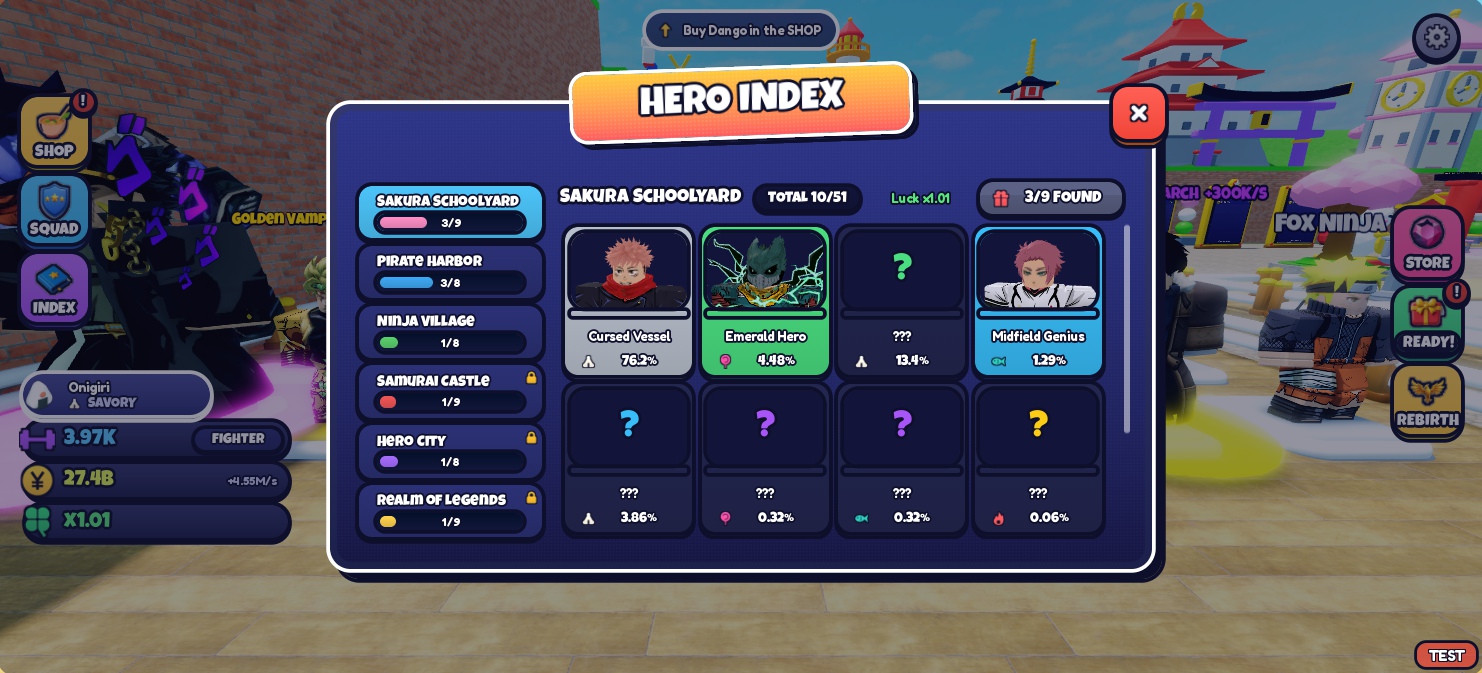 Buy Dango in the SHOP
HERO INDEX
SHOP
SQUAD
INDEX
GOLDEN VAMP
Onigiri
SAVORY
3.97K
FIGHTER
27.4B
+4.55M/s
X1.01
SAKURA SCHOOLYARD
3/9
PIRATE HARBOR
3/8
NINJA VILLAGE
1/8
SAMURAI CASTLE
1/9
HERO CITY
1/8
REALM OF LEGENDS
1/9
SAKURA SCHOOLYARD
TOTAL 10/51
Luck x1.01
3/9 FOUND
Cursed Vessel
76.2%
Emerald Hero
4.48%
?
???
13.4%
Midfield Genius
1.29%
?
???
3.86%
?
???
0.32%
?
???
0.32%
?
???
0.06%
ARCH +300K/S
FOX NINJA
STORE
READY!
REBIRTH
TEST